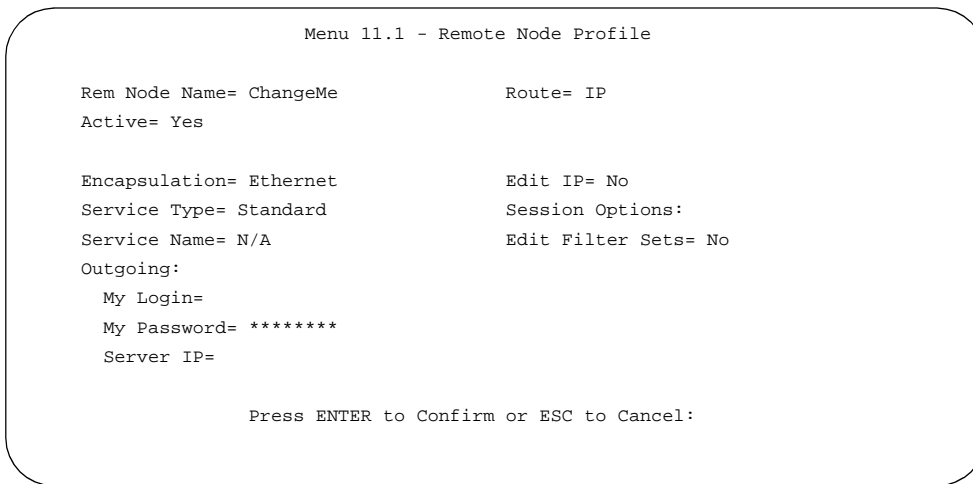 Menu 11.1 - Remote Node Profile
Rem Node Name= ChangeMe Route= IP
Active= Yes
Encapsulation= Ethernet Edit IP= No
Service Type= Standard Session Options:
Service Name= N/A Edit Filter Sets= No
Outgoing:
My Login=
My Password= ********
Server IP=
Press ENTER to Confirm or ESC to Cancel: